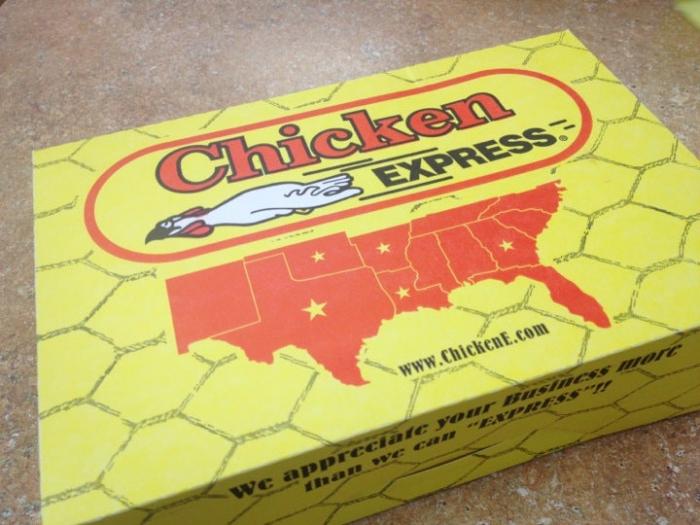 Chicken
EXPRESS®
www.ChickenE.com
We appreciate your Business more
than we can "EXPRESS"!!